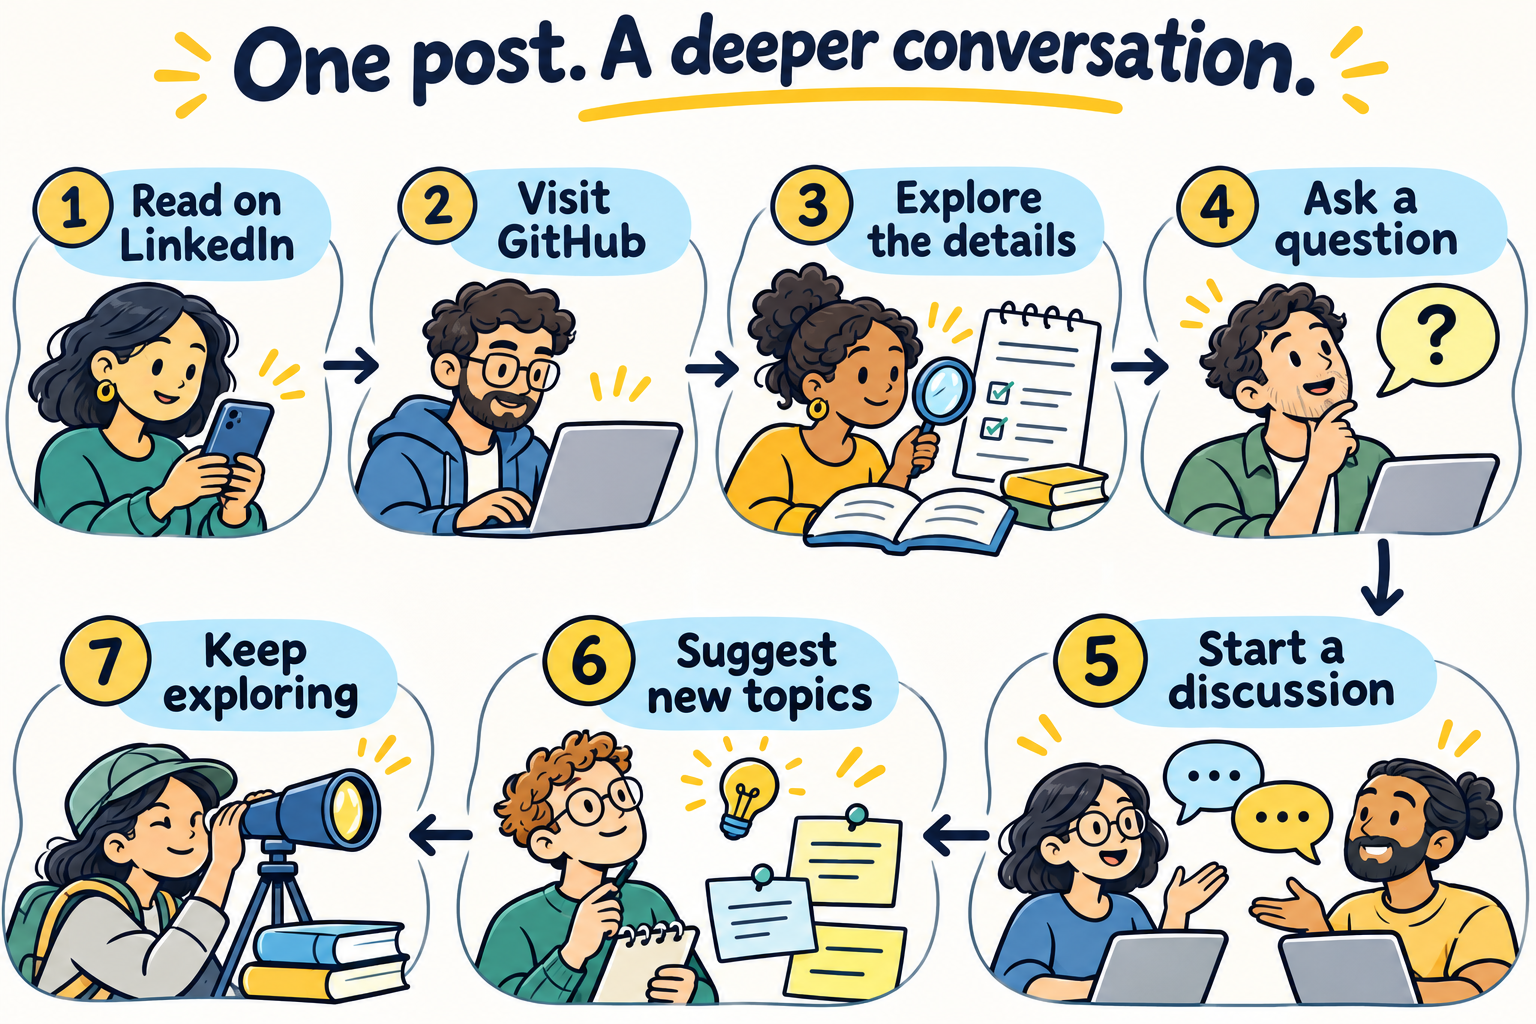 One post. A deeper conversation.
1
Read on
LinkedIn
2
Visit
GitHub
3
Explore
the details
4
Ask a
question
?
5
Start a
discussion
6
Suggest
new topics
7
Keep
exploring